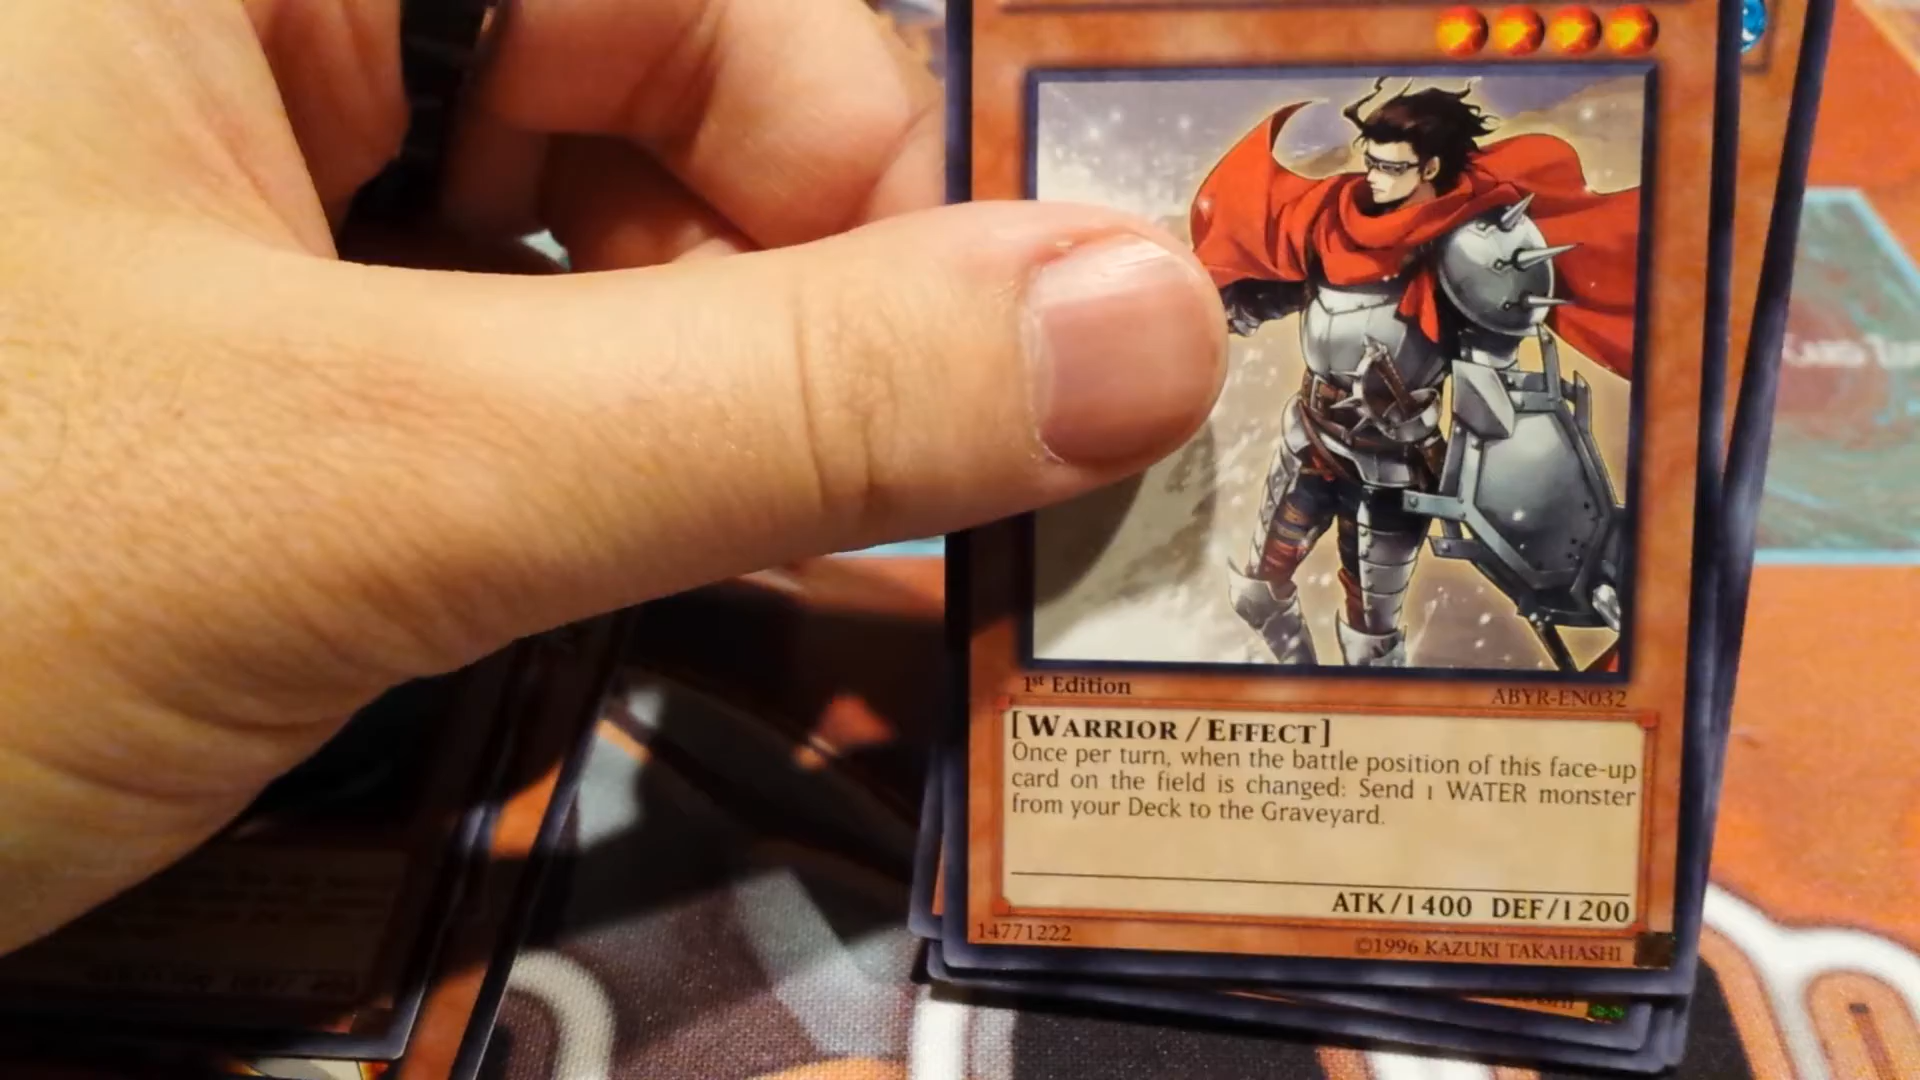 1st Edition
ABYR-EN032
[WARRIOR/EFFECT]
Once per turn, when the battle position of this face-up
card on the field is changed: Send 1 WATER monster
from your Deck to the Graveyard.
ATK/1400 DEF/1200
14771222
©1996 KAZUKI TAKAHASHI